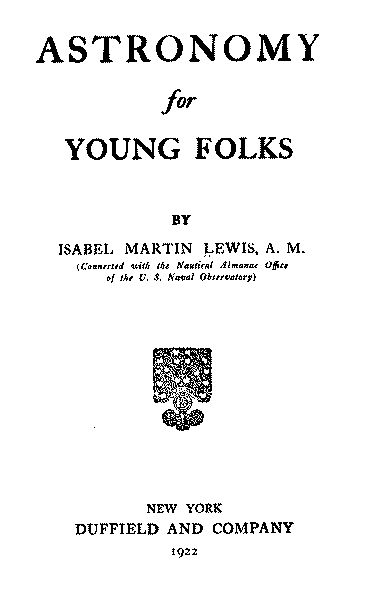 ASTRONOMY
for
YOUNG FOLKS
BY
ISABEL MARTIN LEWIS, A. M.
(Connected with the Nautical Almanac Office
of the U. S. Naval Observatory)
NEW YORK
DUFFIELD AND COMPANY
1922